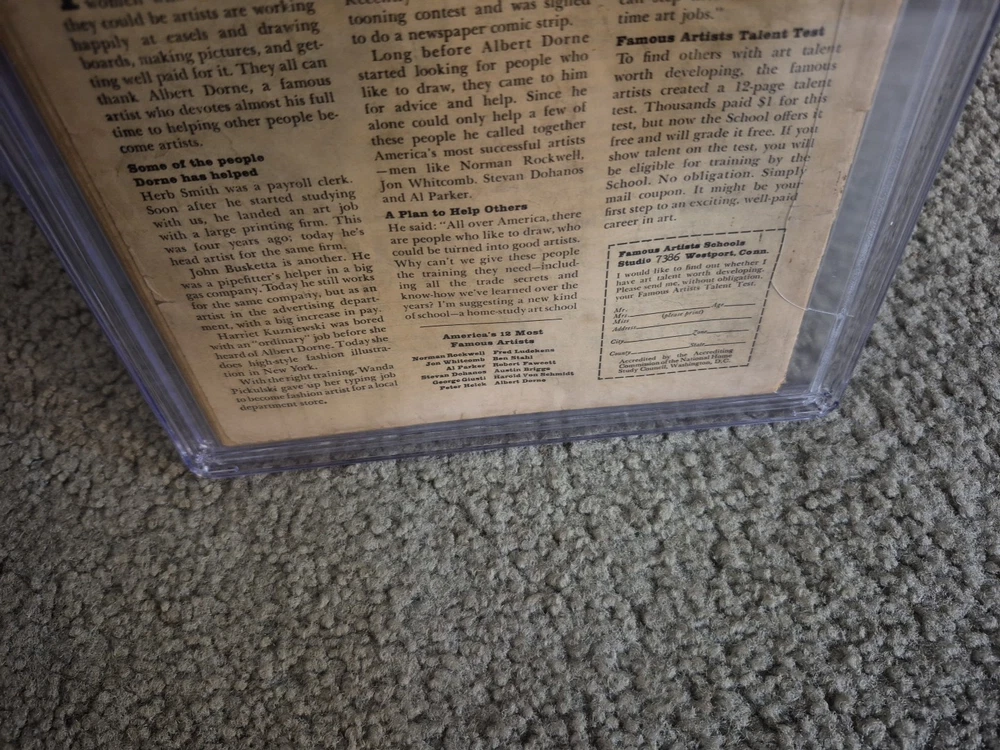 women
they could be artists are working
happily at easels and drawing
boards, making pictures, and get-
ting well paid for it. They all can
thank Albert Dorne, a famous
artist who devotes almost his full
time to helping other people be-
come artists.
Some of the people
Dorne has helped
Herb Smith was a payroll clerk.
Soon after he started studying
with us, he landed an art job
with a large printing firm. This
was four years ago; today he's
head artist for the same firm.
John Busketta is another. He
was a pipefitter's helper in a big
gas company. Today he still works
for the same company, but as an
artist in the advertising depart-
ment, with a big increase in pay.
Harriet Kuzniewski was bored
with an "ordinary" job before she
heard of Albert Dorne. Today she
does high-style fashion illustra-
tion in New York.
With the right training, Wanda
Pickulski gave up her typing job
to become fashion artist for a local
department store.
tooning contest and was signed
to do a newspaper comic strip.
Long before Albert Dorne
started looking for people who
like to draw, they came to him
for advice and help. Since he
alone could only help a few of
these people he called together
America's most successful artists
—men like Norman Rockwell,
Jon Whitcomb, Stevan Dohanos
and Al Parker.
A Plan to Help Others
He said: "All over America, there
are people who like to draw, who
could be turned into good artists.
Why can't we give these people
the training they need—includ-
ing all the trade secrets and
know-how we've learned over the
years? I'm suggesting a new kind
of school—a home-study art school
America's 12 Most
Famous Artists
Norman Rockwell Fred Ludekens
Jon Whitcomb Ben Stahl
Al Parker Robert Fawcett
Stevan Dohanos Austin Briggs
George Giusti Harold Von Schmidt
Peter Helck Albert Dorne
time art jobs."
Famous Artists Talent Test
To find others with art talent
worth developing, the famous
artists created a 12-page talent
test. Thousands paid $1 for this
test, but now the School offers it
free and will grade it free. If you
show talent on the test, you will
be eligible for training by the
School. No obligation. Simply
mail coupon. It might be your
first step to an exciting, well-paid
career in art.
Famous Artists Schools
Studio 7386 Westport, Conn.
I would like to find out whether I
have art talent worth developing.
Please send me, without obligation,
your Famous Artists Talent Test.
Mr.
Mrs. Age
Miss (please print)
Address
City Zone
County State
Accredited by the Accrediting
Commission of the National Home
Study Council, Washington, D.C.